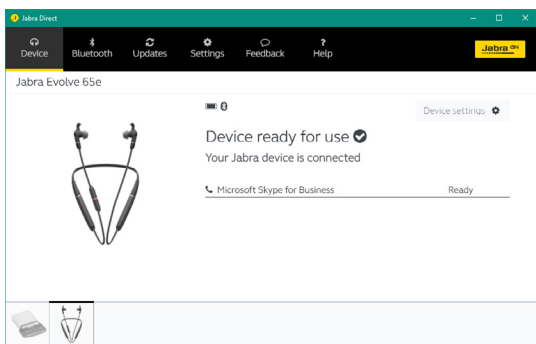 Jabra Direct
Device Bluetooth Updates Settings Feedback Help
Jabra GN
Jabra Evolve 65e
Device settings
Device ready for use
Your Jabra device is connected
Microsoft Skype for Business Ready